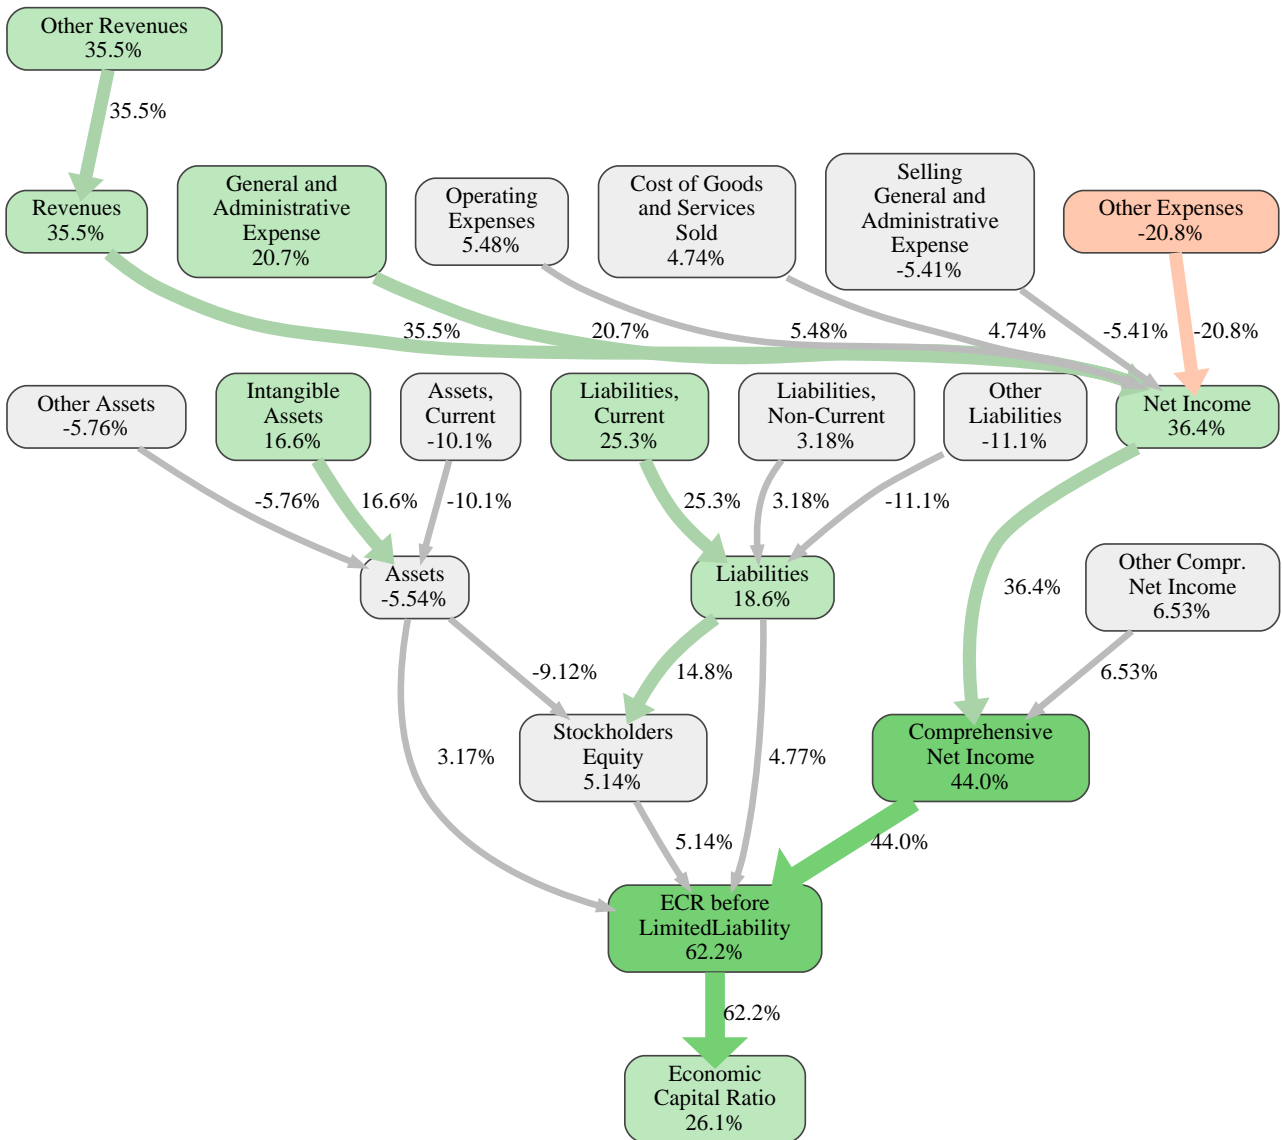 Other Revenues
35.5%
35.5%
Revenues
35.5%
General and
Administrative
Expense
20.7%
Operating
Expenses
5.48%
Cost of Goods
and Services
Sold
4.74%
Selling
General and
Administrative
Expense
-5.41%
Other Expenses
-20.8%
35.5%
20.7%
5.48%
4.74%
-5.41%
-20.8%
Other Assets
-5.76%
Intangible
Assets
16.6%
Assets,
Current
-10.1%
Liabilities,
Current
25.3%
Liabilities,
Non-Current
3.18%
Other
Liabilities
-11.1%
Net Income
36.4%
-5.76%
16.6%
-10.1%
25.3%
3.18%
-11.1%
Assets
-5.54%
Liabilities
18.6%
36.4%
Other Compr.
Net Income
6.53%
-9.12%
14.8%
6.53%
3.17%
Stockholders
Equity
5.14%
4.77%
Comprehensive
Net Income
44.0%
5.14%
44.0%
ECR before
LimitedLiability
62.2%
62.2%
Economic
Capital Ratio
26.1%